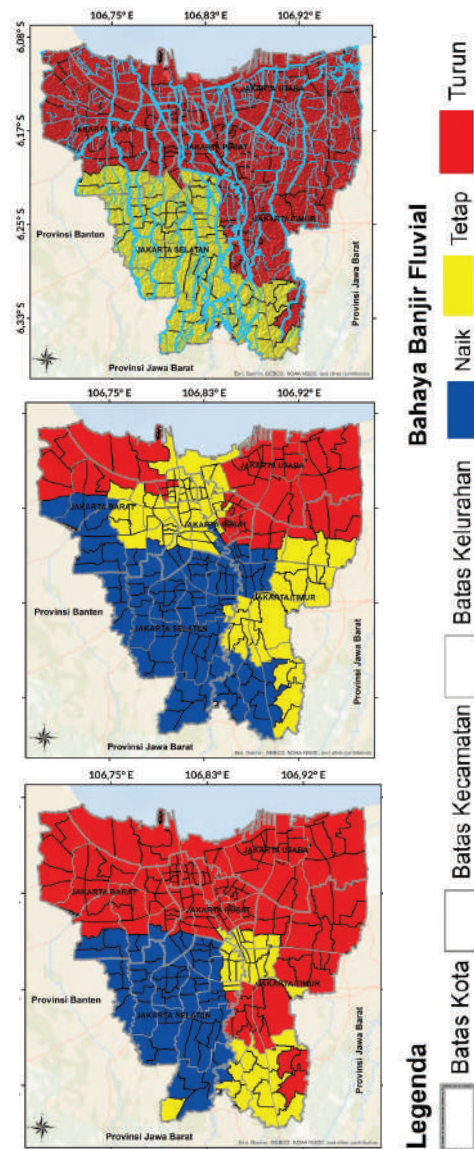 106,75° 106,83° E 106,92° E
6,08°
6,17°
6,25°
6,33°
JAKARTA UTARA
JAKARTA BARAT
JAKARTA PUSAT
JAKARTA TIMUR
JAKARTA SELATAN
Provinsi Banten
Provinsi Jawa Barat
Provinsi Jawa Barat
106,75° 106,83° E 106,92° E
JAKARTA UTARA
JAKARTA BARAT
JAKARTA PUSAT
JAKARTA TIMUR
JAKARTA SELATAN
Provinsi Banten
Provinsi Jawa Barat
Provinsi Jawa Barat
106,75° 106,83° E 106,92° E
JAKARTA UTARA
JAKARTA BARAT
JAKARTA PUSAT
JAKARTA TIMUR
JAKARTA SELATAN
Provinsi Banten
Provinsi Jawa Barat
Provinsi Jawa Barat
Legenda
Batas Kota
Batas Kecamatan
Batas Kelurahan
Bahaya Banjir Fluvial
Naik
Tetap
Turun